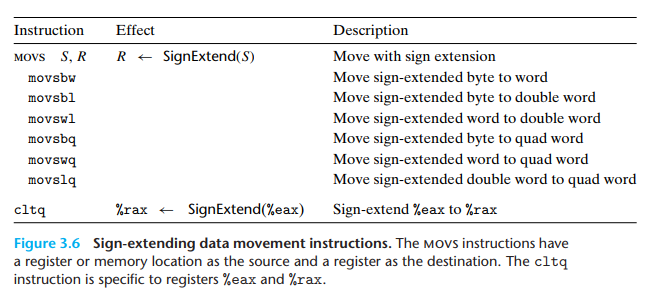 Instruction Effect Description
MOVS S, R R ← SignExtend(S) Move with sign extension
movsbw Move sign-extended byte to word
movsbl Move sign-extended byte to double word
movswl Move sign-extended word to double word
movsbq Move sign-extended byte to quad word
movswq Move sign-extended word to quad word
movslq Move sign-extended double word to quad word
cltq %rax ← SignExtend(%eax) Sign-extend %eax to %rax
Figure 3.6 Sign-extending data movement instructions. The MOVS instructions have
a register or memory location as the source and a register as the destination. The cltq
instruction is specific to registers %eax and %rax.